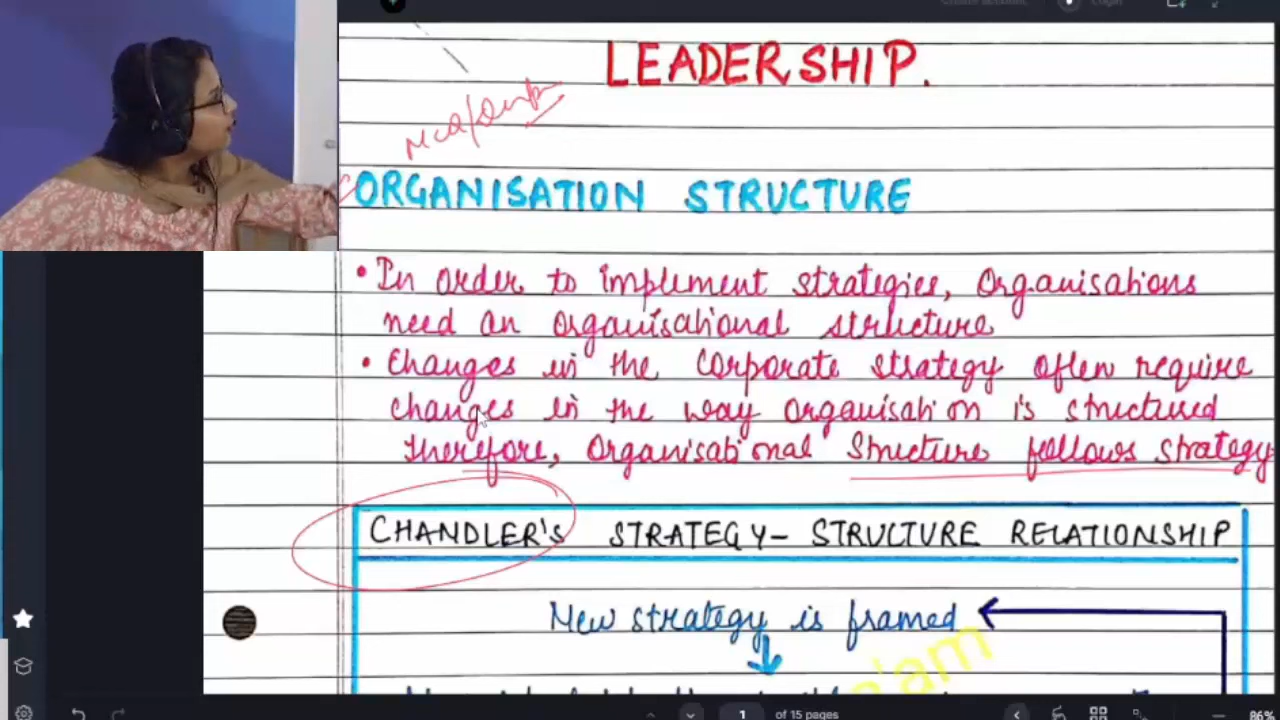 LEADERSHIP.
ORGANISATION STRUCTURE
• In order to implement strategies, Organisations
need an organisational structure
• Changes in the corporate strategy often require
changes in the way organisation is structured
therefore, Organisational Structure follows strategy
CHANDLER'S STRATEGY- STRUCTURE RELATIONSHIP
New strategy is framed
1 of 15 pages
86%